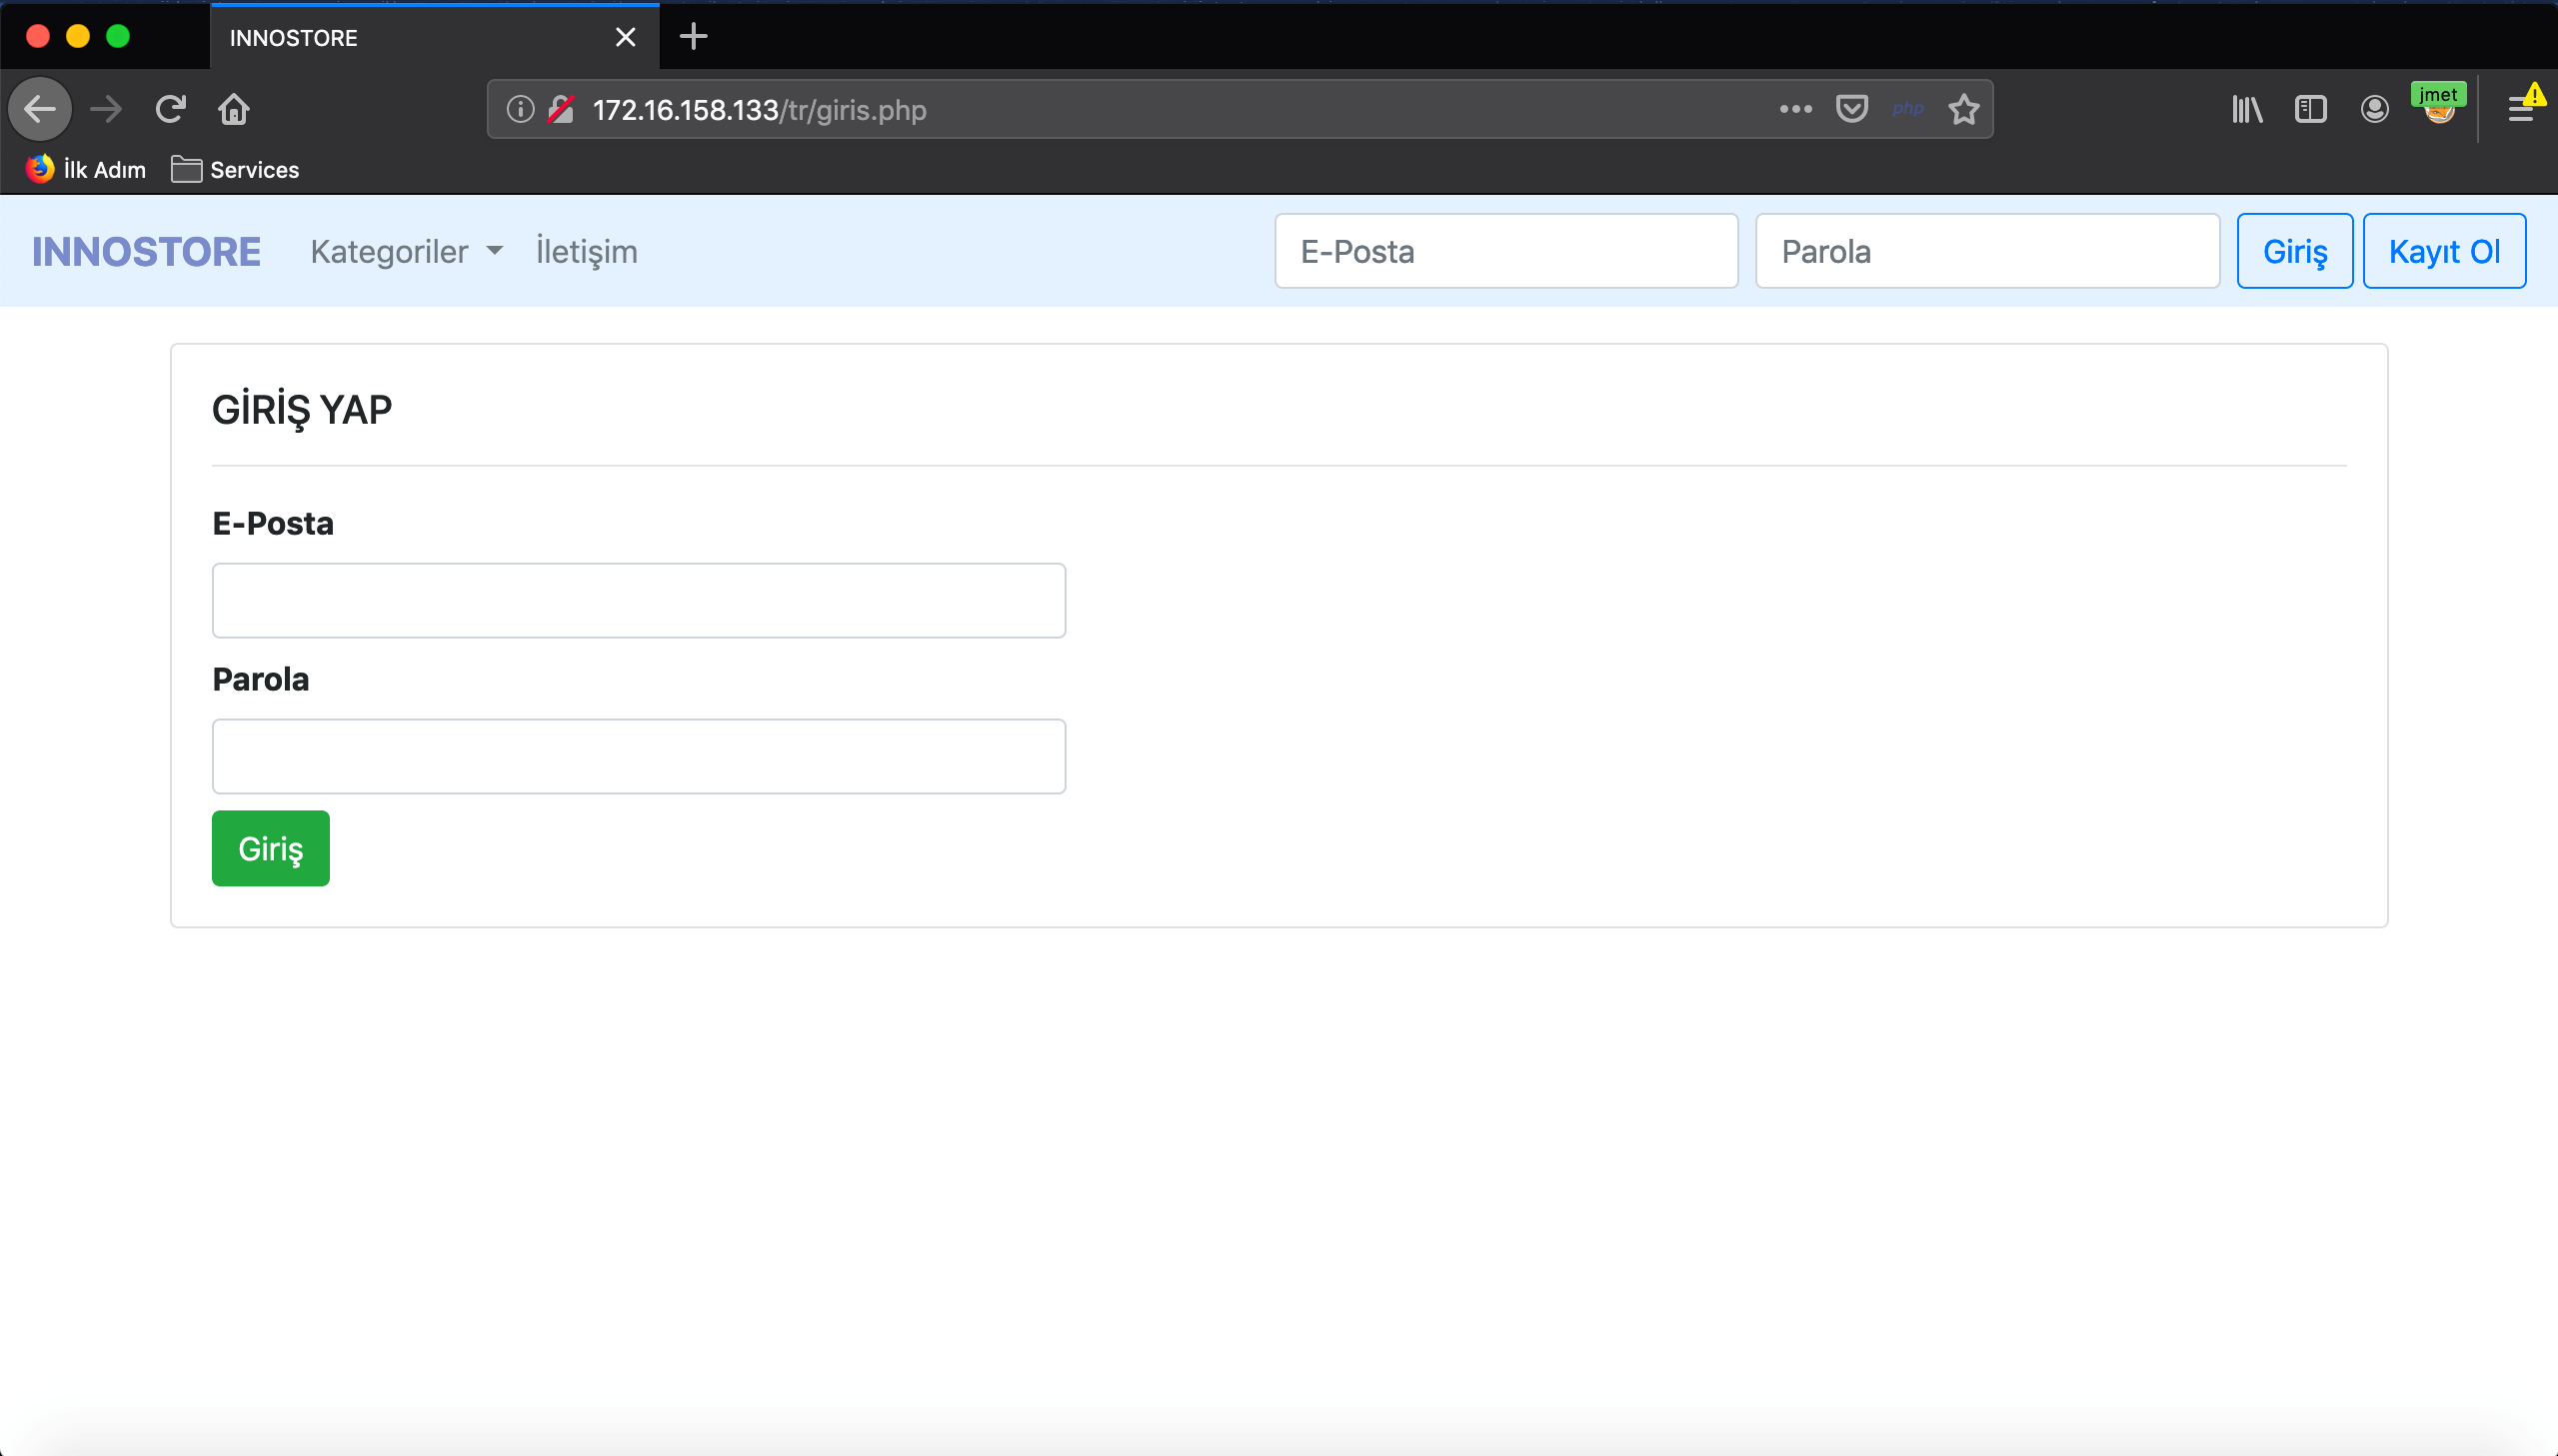 INNOSTORE
172.16.158.133/tr/giris.php
php
jmet
İlk Adım
Services
INNOSTORE
Kategoriler
İletişim
E-Posta
Parola
Giriş
Kayıt Ol
GİRİŞ YAP
E-Posta
Parola
Giriş